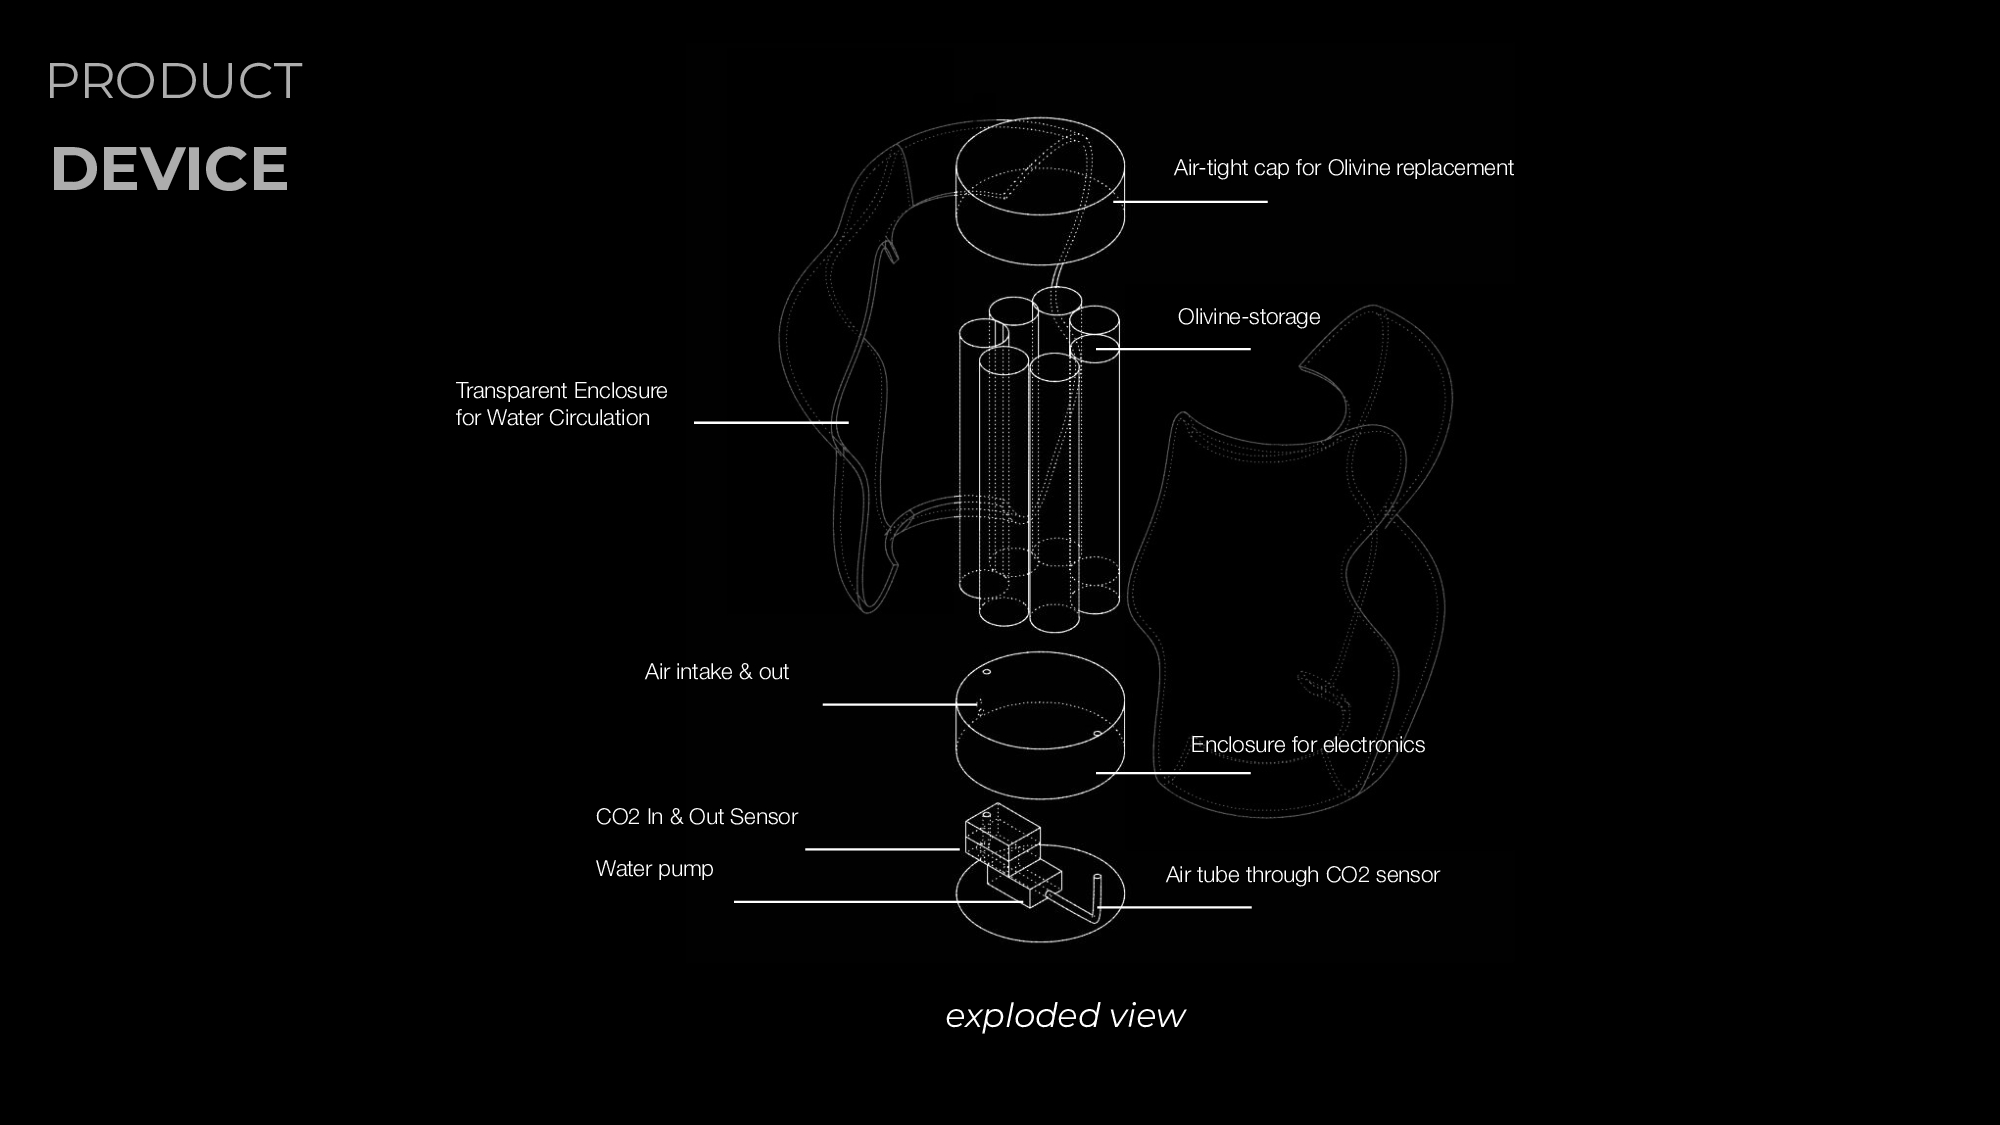 PRODUCT
DEVICE
Air-tight cap for Olivine replacement
Olivine-storage
Transparent Enclosure
for Water Circulation
Air intake & out
Enclosure for electronics
CO2 In & Out Sensor
Water pump
Air tube through CO2 sensor
exploded view